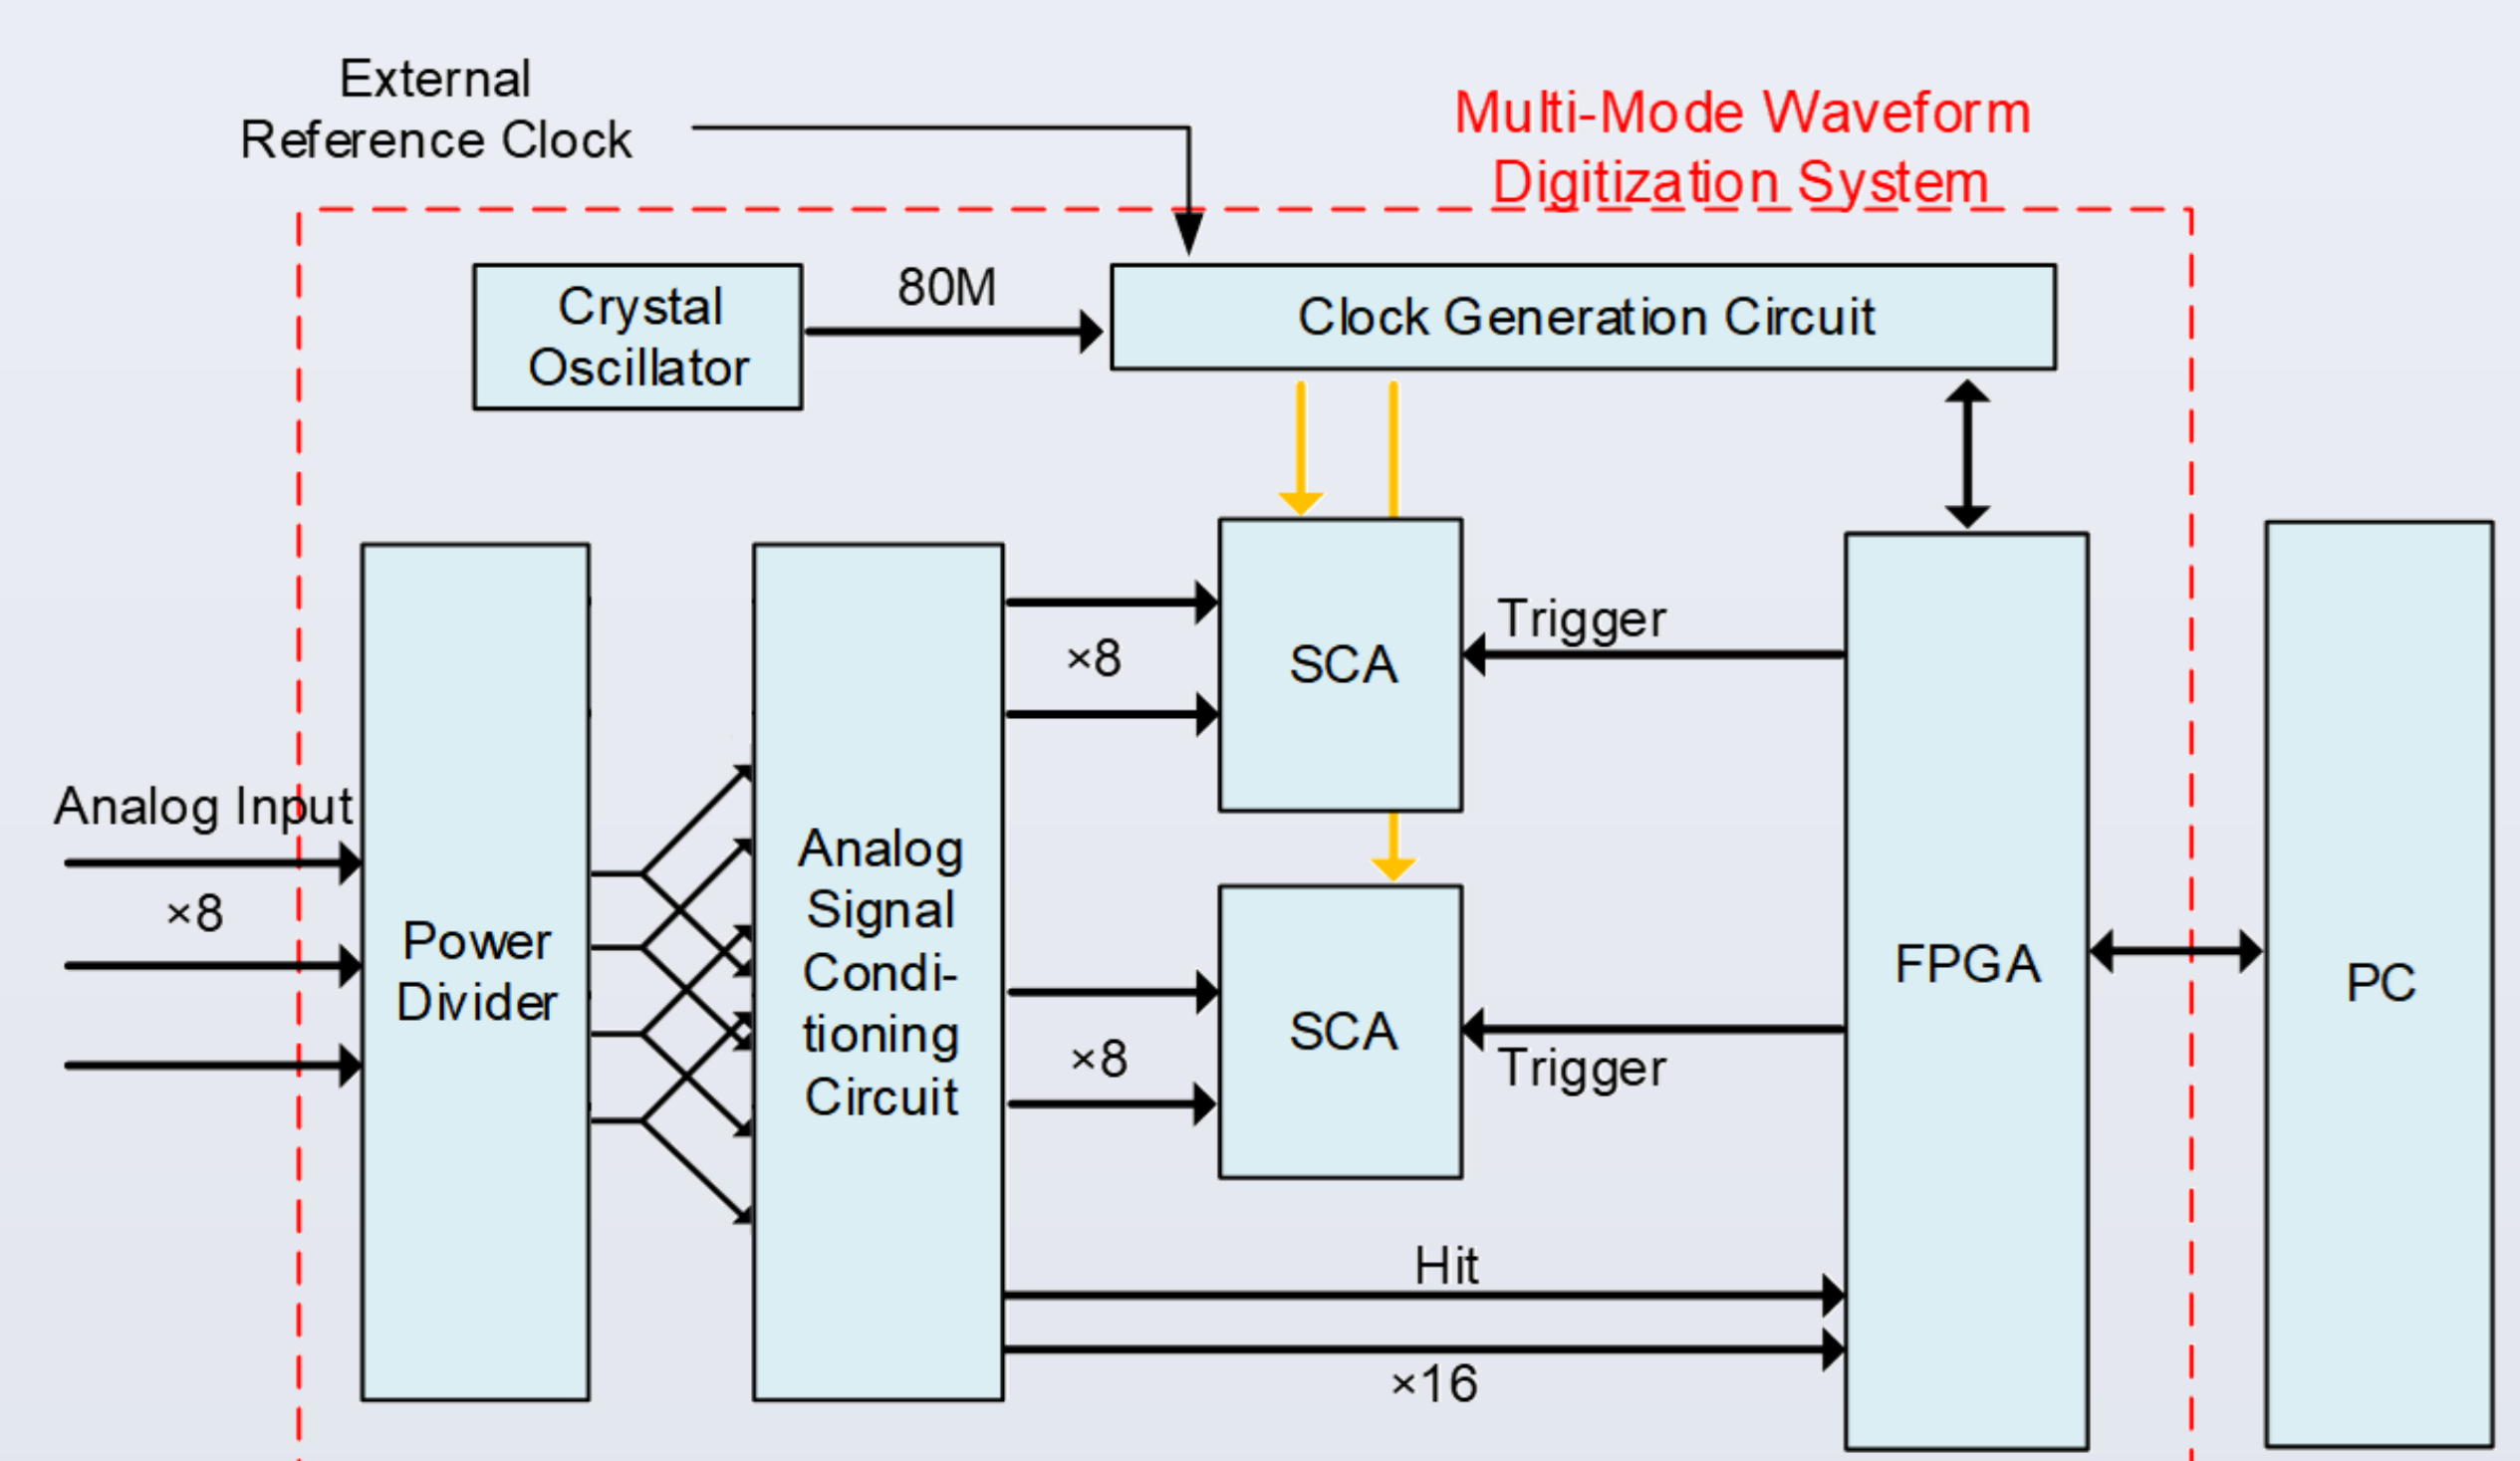 External
Reference Clock
Multi-Mode Waveform
Digitization System
Crystal
Oscillator
80M
Clock Generation Circuit
Analog Input
×8
Power
Divider
Analog
Signal
Condi-
tioning
Circuit
×8
SCA
Trigger
×8
SCA
Trigger
Hit
×16
FPGA
PC